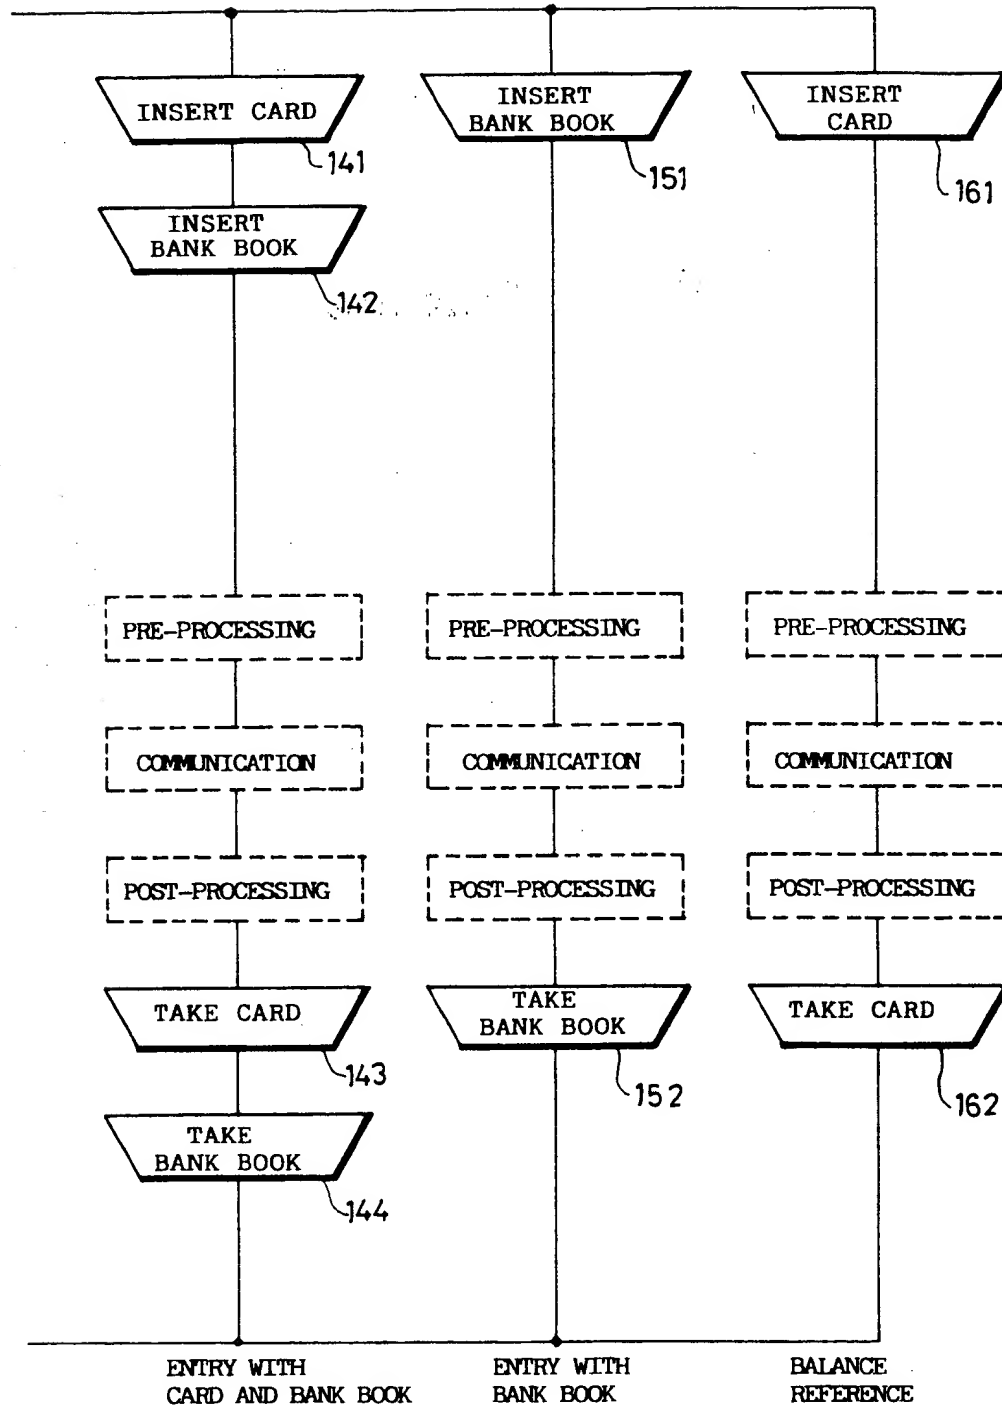 INSERT CARD
141
INSERT
BANK BOOK
142
INSERT
BANK BOOK
151
INSERT
CARD
161
PRE-PROCESSING
PRE-PROCESSING
PRE-PROCESSING
COMMUNICATION
COMMUNICATION
COMMUNICATION
POST-PROCESSING
POST-PROCESSING
POST-PROCESSING
TAKE CARD
143
TAKE
BANK BOOK
144
TAKE
BANK BOOK
152
TAKE CARD
162
ENTRY WITH
CARD AND BANK BOOK
ENTRY WITH
BANK BOOK
BALANCE
REFERENCE